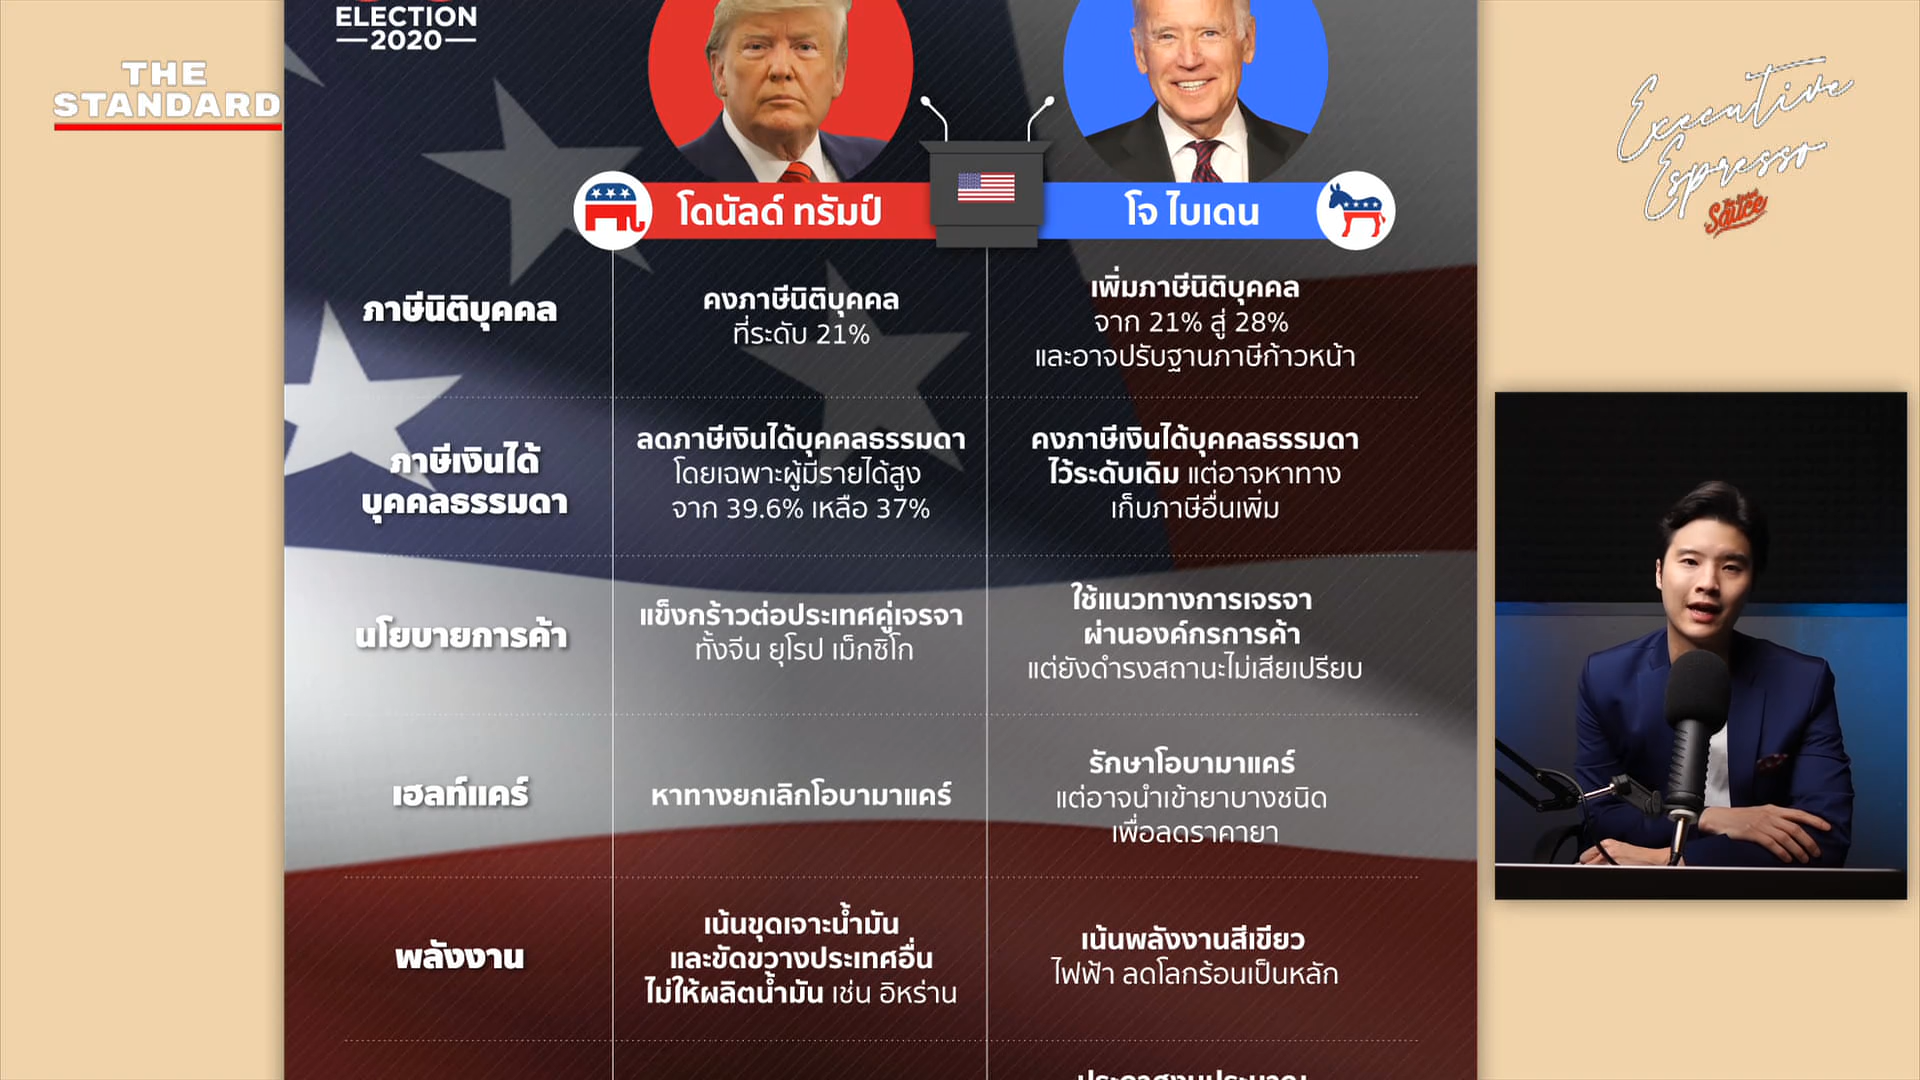 ELECTION
2020
THE
STANDARD
Executive
Espresso
The Secret
Sauce
โดนัลด์ ทรัมป์
โจ ไบเดน
ภาษีนิติบุคคล
คงภาษีนิติบุคคล
ที่ระดับ 21%
เพิ่มภาษีนิติบุคคล
จาก 21% สู่ 28%
และอาจปรับฐานภาษีก้าวหน้า
ภาษีเงินได้
บุคคลธรรมดา
ลดภาษีเงินได้บุคคลธรรมดา
โดยเฉพาะผู้มีรายได้สูง
จาก 39.6% เหลือ 37%
คงภาษีเงินได้บุคคลธรรมดา
ไว้ระดับเดิม แต่อาจหาทาง
เก็บภาษีอื่นเพิ่ม
นโยบายการค้า
แข็งกร้าวต่อประเทศคู่เจรจา
ทั้งจีน ยุโรป เม็กซิโก
ใช้แนวทางการเจรจา
ผ่านองค์กรการค้า
แต่ยังดำรงสถานะไม่เสียเปรียบ
เฮลท์แคร์
หาทางยกเลิกโอบามาแคร์
รักษาโอบามาแคร์
แต่อาจนำเข้ายาบางชนิด
เพื่อลดราคายา
พลังงาน
เน้นขุดเจาะน้ำมัน
และขัดขวางประเทศอื่น
ไม่ให้ผลิตน้ำมัน เช่น อิหร่าน
เน้นพลังงานสีเขียว
ไฟฟ้า ลดโลกร้อนเป็นหลัก